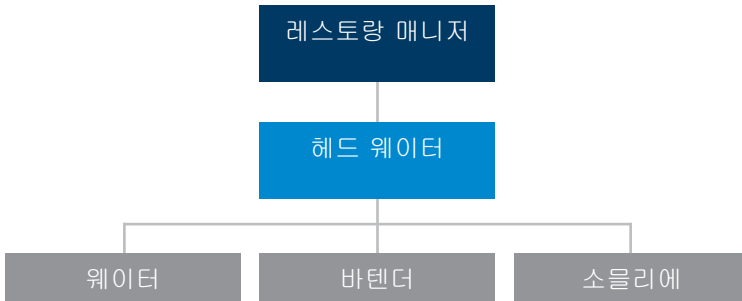 레스토랑 매니저
헤드 웨이터
웨이터
바텐더
소믈리에